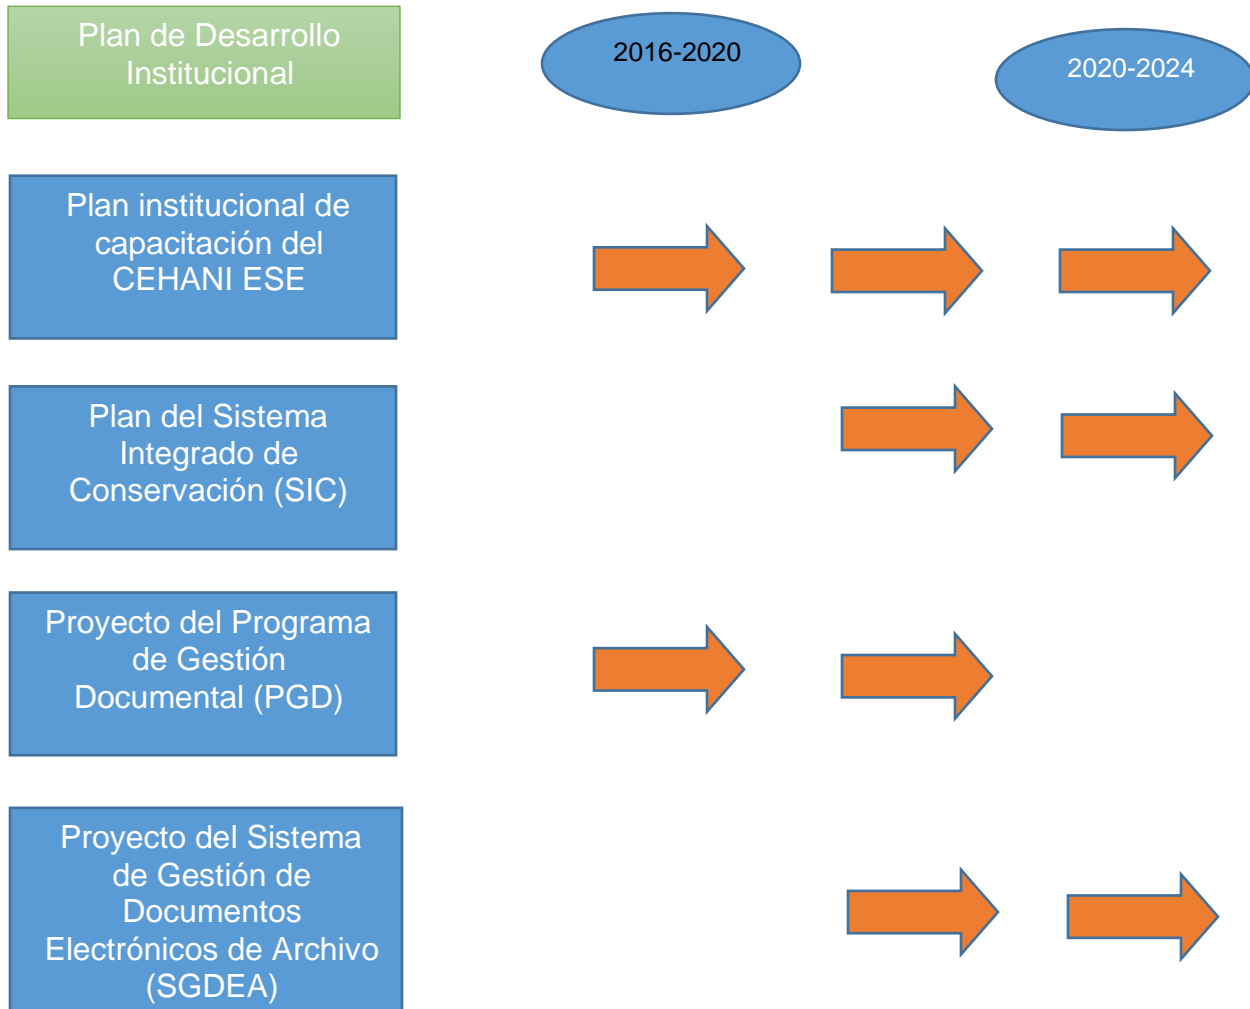 Plan de Desarrollo
Institucional
2016-2020
2020-2024
Plan institucional de
capacitación del
CEHANI ESE
Plan del Sistema
Integrado de
Conservación (SIC)
Proyecto del Programa
de Gestión
Documental (PGD)
Proyecto del Sistema
de Gestión de
Documentos
Electrónicos de Archivo
(SGDEA)